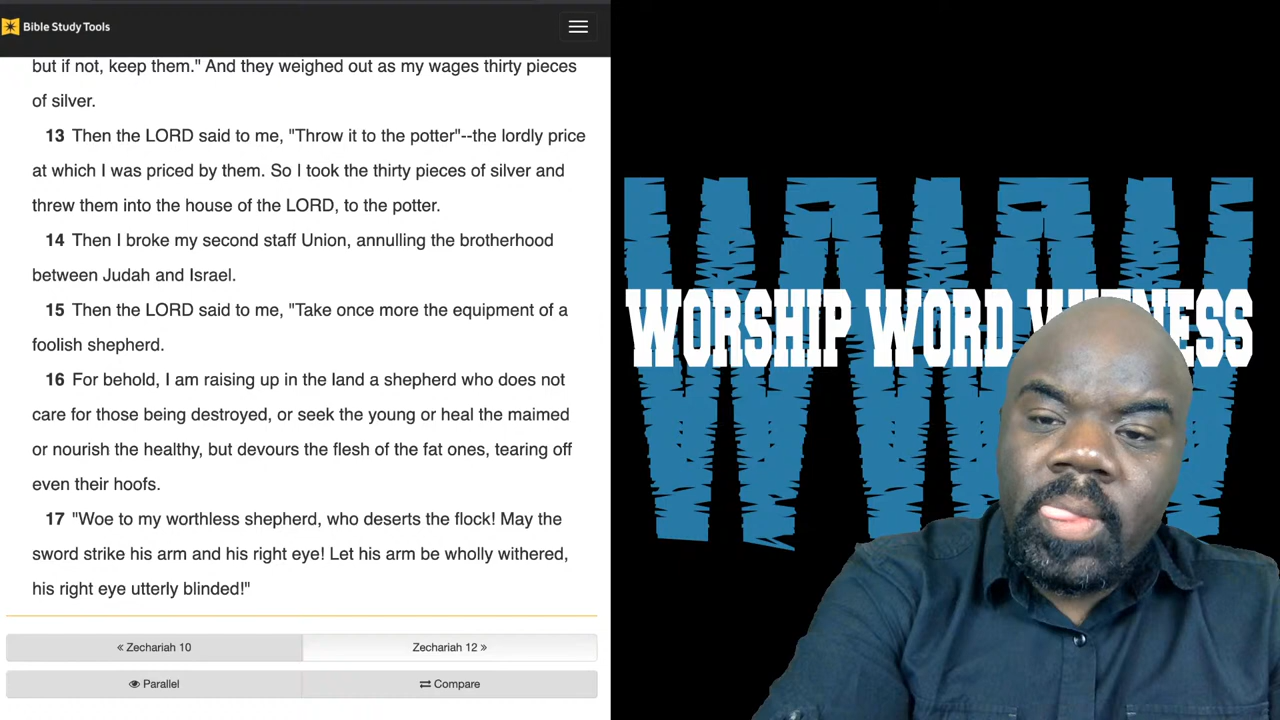 Bible Study Tools
but if not, keep them." And they weighed out as my wages thirty pieces
of silver.
13 Then the LORD said to me, "Throw it to the potter"--the lordly price
at which I was priced by them. So I took the thirty pieces of silver and
threw them into the house of the LORD, to the potter.
14 Then I broke my second staff Union, annulling the brotherhood
between Judah and Israel.
15 Then the LORD said to me, "Take once more the equipment of a
foolish shepherd.
16 For behold, I am raising up in the land a shepherd who does not
care for those being destroyed, or seek the young or heal the maimed
or nourish the healthy, but devours the flesh of the fat ones, tearing off
even their hoofs.
17 "Woe to my worthless shepherd, who deserts the flock! May the
sword strike his arm and his right eye! Let his arm be wholly withered,
his right eye utterly blinded!"
« Zechariah 10
Zechariah 12 »
Parallel
Compare
WWW
WORSHIP WORD WITNESS